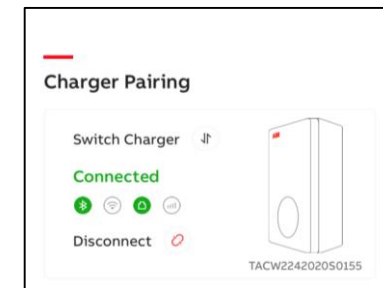 Charger Pairing
Switch Charger
Connected
Disconnect
TACW2242020S0155